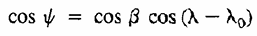 cos ψ = cos β cos (λ − λ₀)